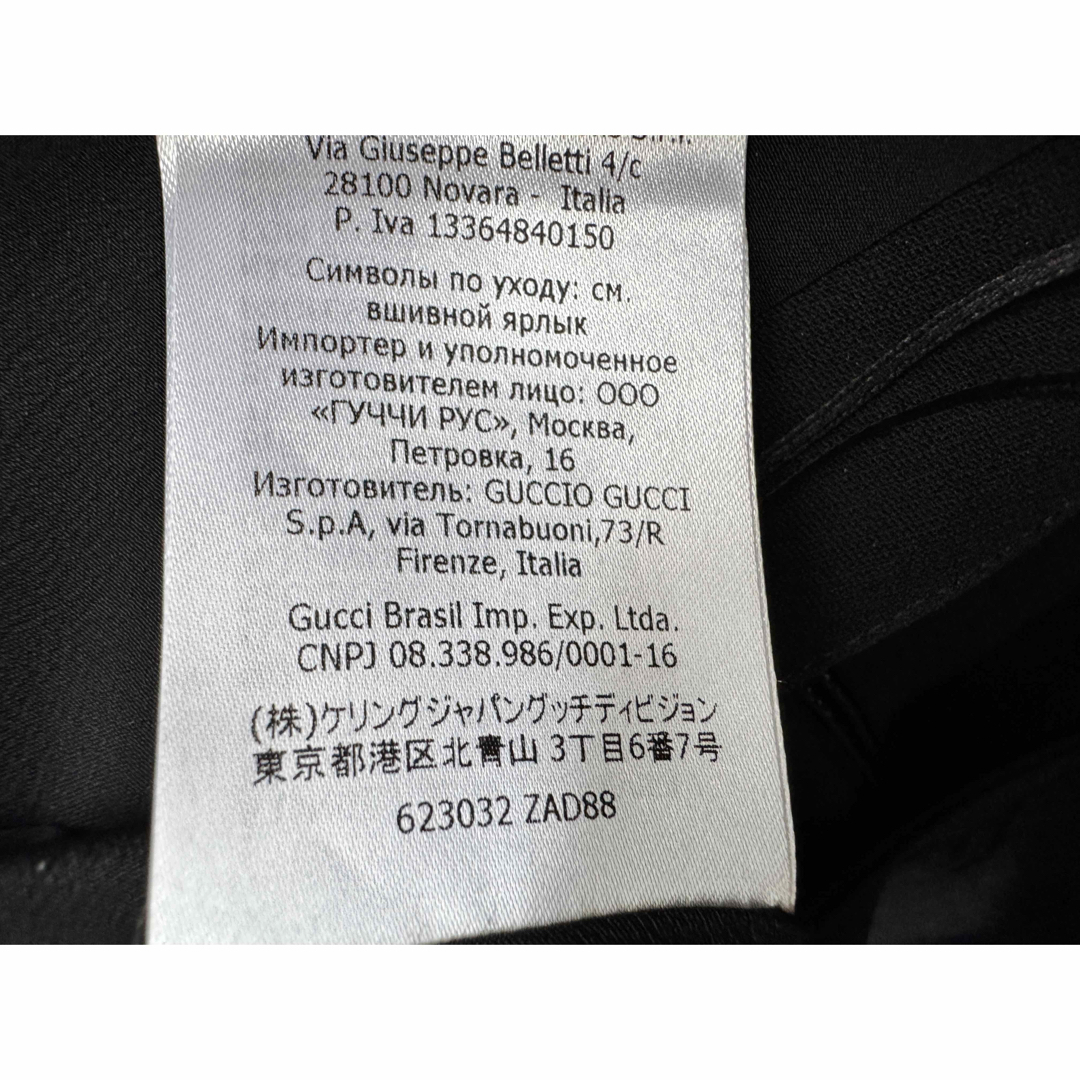 Via Giuseppe Belletti 4/c
28100 Novara - Italia
P. Iva 13364840150
Символы по уходу: см.
вшивной ярлык
Импортер и уполномоченное
изготовителем лицо: ООО
«ГУЧЧИ РУС», Москва,
Петровка, 16
Изготовитель: GUCCIO GUCCI
S.p.A, via Tornabuoni,73/R
Firenze, Italia
Gucci Brasil Imp. Exp. Ltda.
CNPJ 08.338.986/0001-16
(株)ケリングジャパングッチディビジョン
東京都港区北青山 3丁目6番7号
623032 ZAD88